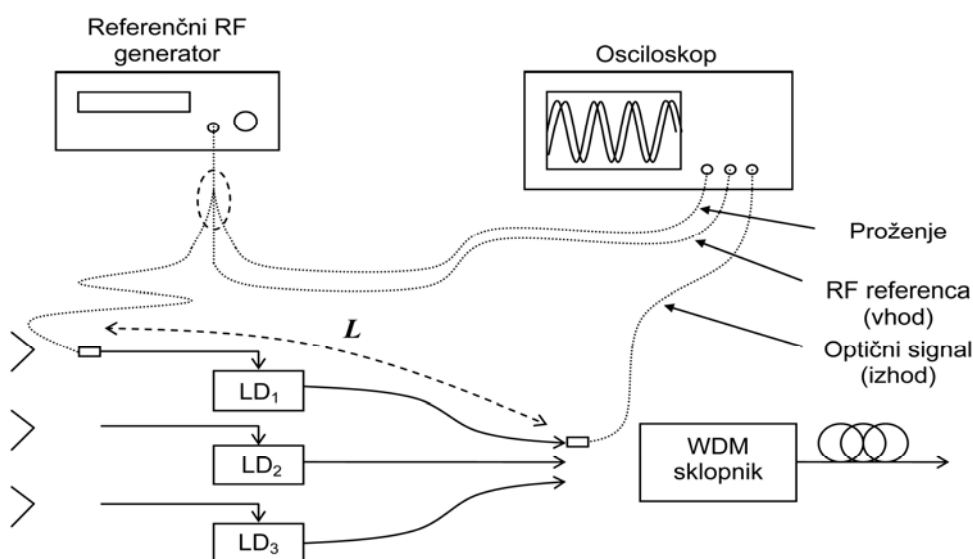 Referenčni RF
generator
Osciloskop
Proženje
RF referenca
(vhod)
Optični signal
(izhod)
L
LD1
LD2
LD3
WDM
sklopnik